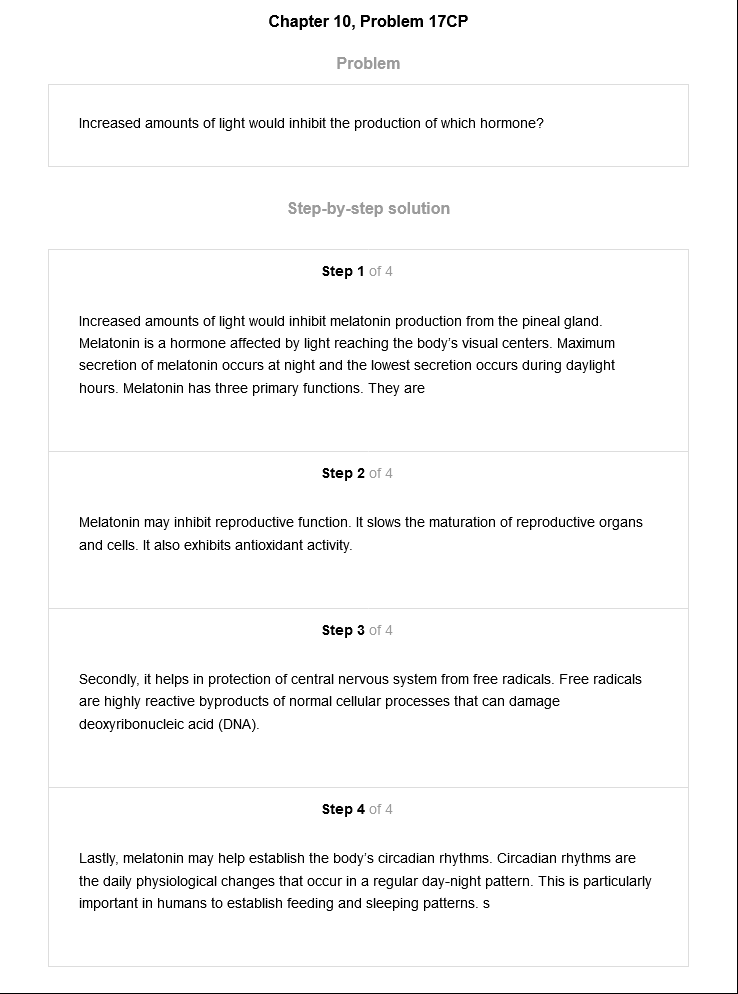 Chapter 10, Problem 17CP
Problem
Increased amounts of light would inhibit the production of which hormone?
Step-by-step solution
Step 1 of 4
Increased amounts of light would inhibit melatonin production from the pineal gland.
Melatonin is a hormone affected by light reaching the body's visual centers. Maximum
secretion of melatonin occurs at night and the lowest secretion occurs during daylight
hours. Melatonin has three primary functions. They are
Step 2 of 4
Melatonin may inhibit reproductive function. It slows the maturation of reproductive organs
and cells. It also exhibits antioxidant activity.
Step 3 of 4
Secondly, it helps in protection of central nervous system from free radicals. Free radicals
are highly reactive byproducts of normal cellular processes that can damage
deoxyribonucleic acid (DNA).
Step 4 of 4
Lastly, melatonin may help establish the body's circadian rhythms. Circadian rhythms are
the daily physiological changes that occur in a regular day-night pattern. This is particularly
important in humans to establish feeding and sleeping patterns. s